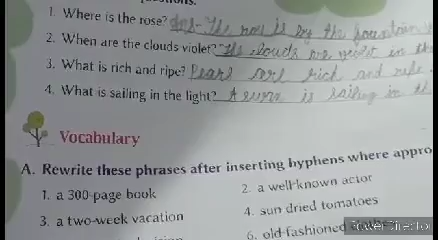 1. Where is the rose? Ans- The rose is by the fountain
2. When are the clouds violet? The clouds are violet in the
3. What is rich and ripe? Pears are rich and ripe.
4. What is sailing in the light? A swan is sailing in th
Vocabulary
A. Rewrite these phrases after inserting hyphens where appro
1. a 300-page book
2. a well-known actor
3. a two-week vacation
4. sun dried tomatoes
6. old-fashioned
PowerDirector